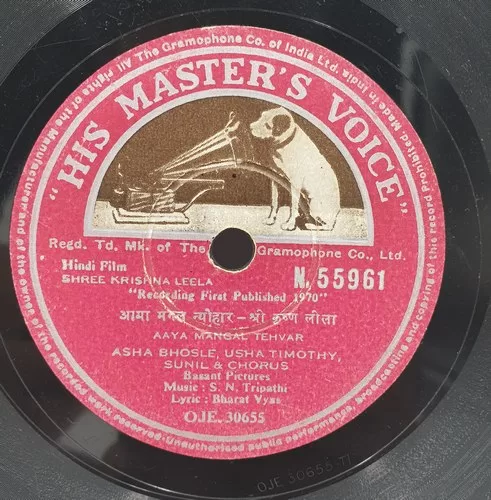 All rights of the Manufacturer and of the owner of the recorded work reserved-Unauthorised public performance, broadcasting and copying of this record Prohibited Made in India by The Gramophone Co. of India Ltd.
"HIS MASTER'S VOICE"
Regd. Td. Mk. of The Gramophone Co., Ltd.
Hindi Film
SHREE KRISHNA LEELA
N. 55961
"Recording First Published 1970"
आया मंगल त्यौहार - श्री कृष्ण लीला
AAYA MANGAL TEHVAR
ASHA BHOSLE, USHA TIMOTHY,
SUNIL & CHORUS
Basant Pictures
Music : S. N. Tripathi
Lyric : Bharat Vyas
OJE. 30655
OJE 30655